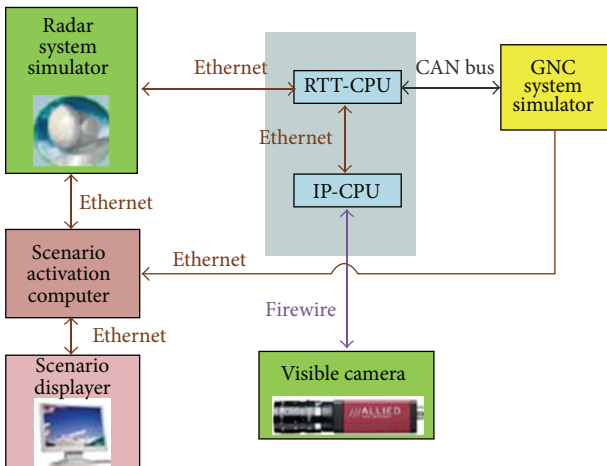 Radar
system
simulator
Ethernet
RTT-CPU
CAN bus
GNC
system
simulator
Ethernet
IP-CPU
Ethernet
Scenario
activation
computer
Ethernet
Firewire
Ethernet
Scenario
displayer
Visible camera
///ALLIED